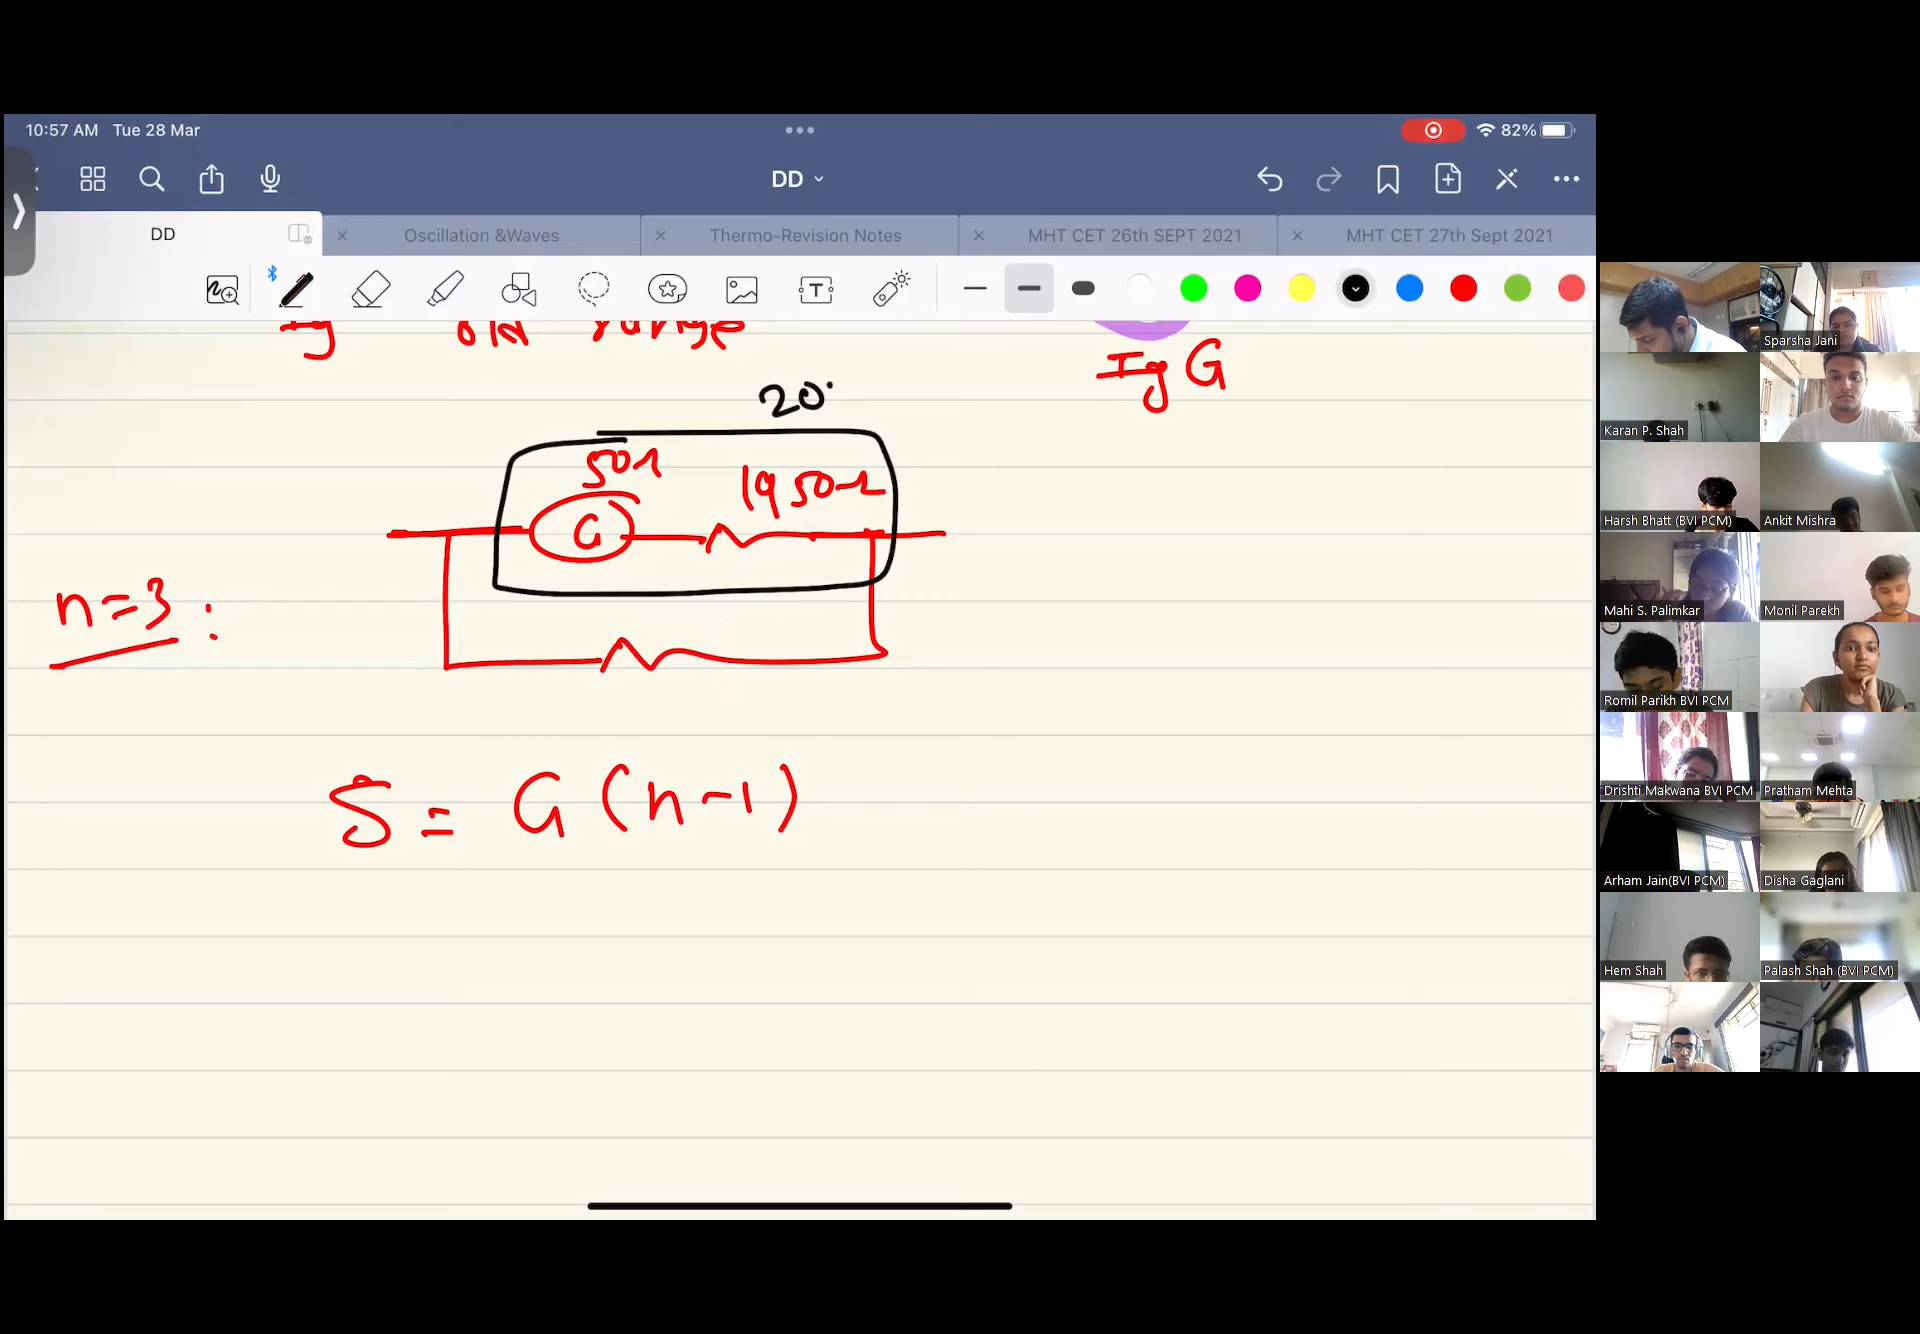 10:57 AM Tue 28 Mar
82%
DD
DD
Oscillation &Waves
Thermo-Revision Notes
MHT CET 26th SEPT 2021
MHT CET 27th Sept 2021
Ig old range
Ig G
20
50Ω
1950Ω
G
n=3 :
S = G (n-1)
Sparsha Jani
Karan P. Shah
Harsh Bhatt (BVI PCM)
Ankit Mishra
Mahi S. Palimkar
Monil Parekh
Romil Parikh BVI PCM
Drishti Makwana BVI PCM
Pratham Mehta
Arham Jain(BVI PCM)
Disha Gaglani
Hem Shah
Palash Shah (BVI PCM)